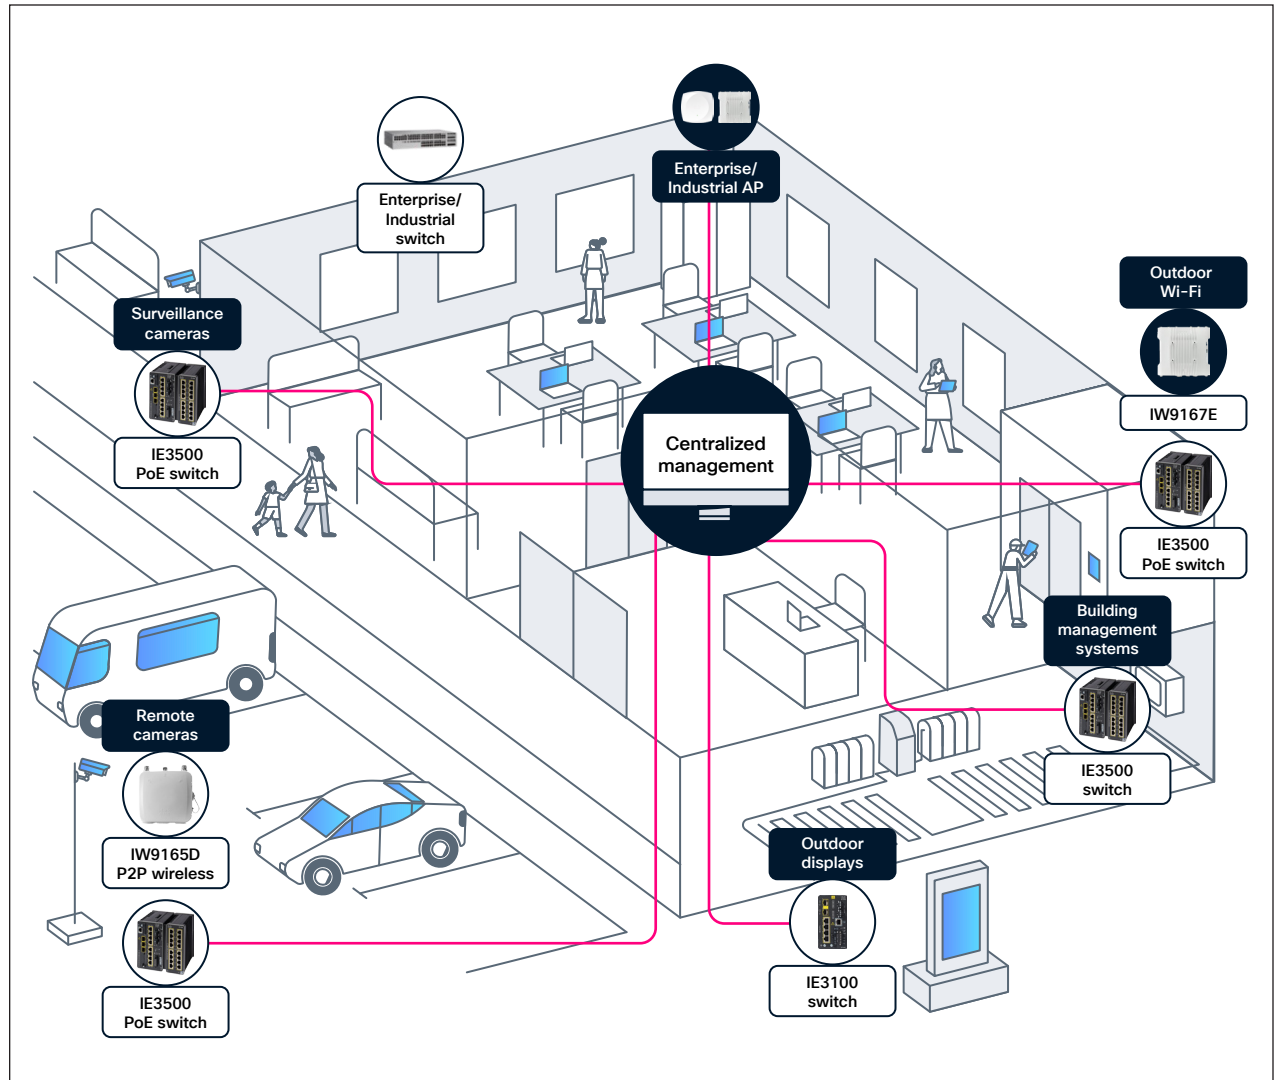 Enterprise/
Industrial AP
Enterprise/
Industrial
switch
Outdoor
Wi-Fi
IW9167E
IE3500
PoE switch
Surveillance
cameras
IE3500
PoE switch
Centralized
management
Building
management
systems
IE3500
switch
Remote
cameras
IW9165D
P2P wireless
IE3500
PoE switch
Outdoor
displays
IE3100
switch